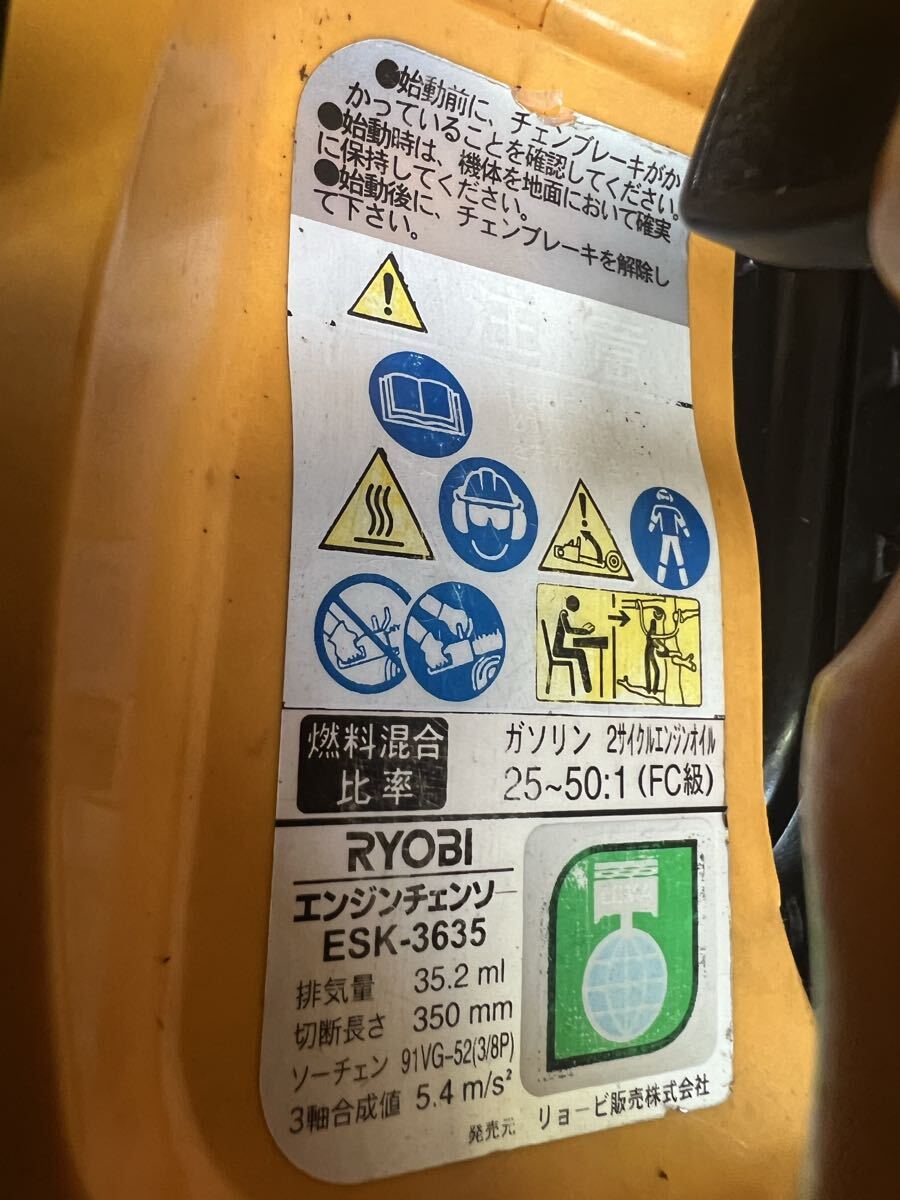 ●始動前に、チェンブレーキがか
かっていることを確認してください。
●始動時は、機体を地面において確実
に保持してください。
●始動後に、チェンブレーキを解除し
て下さい。
燃料混合
比率
ガソリン 2サイクルエンジンオイル
25~50:1 (FC級)
RYOBI
エンジンチェンソ
ESK-3635
排気量 35.2 ml
切断長さ 350 mm
ソーチェン 91VG-52(3/8P)
3軸合成値 5.4 m/s²
発売元 リョービ販売株式会社